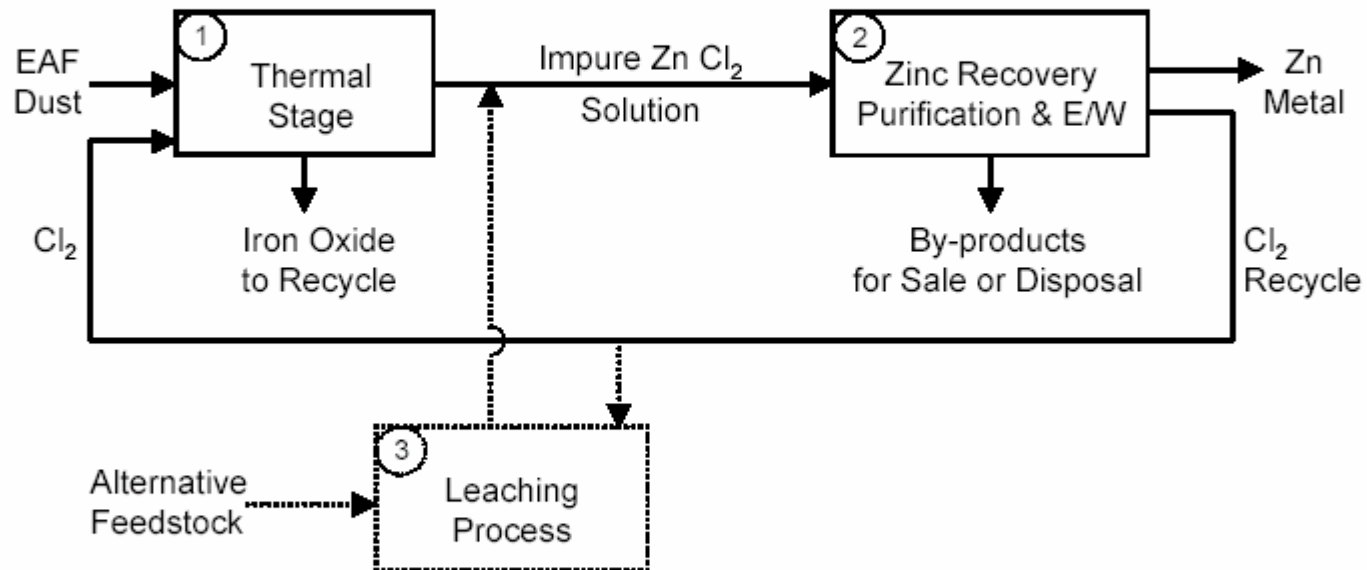 1
EAF
Dust
Thermal
Stage
Impure Zn Cl₂
Solution
2
Zinc Recovery
Purification & E/W
Zn
Metal
Cl₂
Iron Oxide
to Recycle
By-products
for Sale or Disposal
Cl₂
Recycle
3
Alternative
Feedstock
Leaching
Process